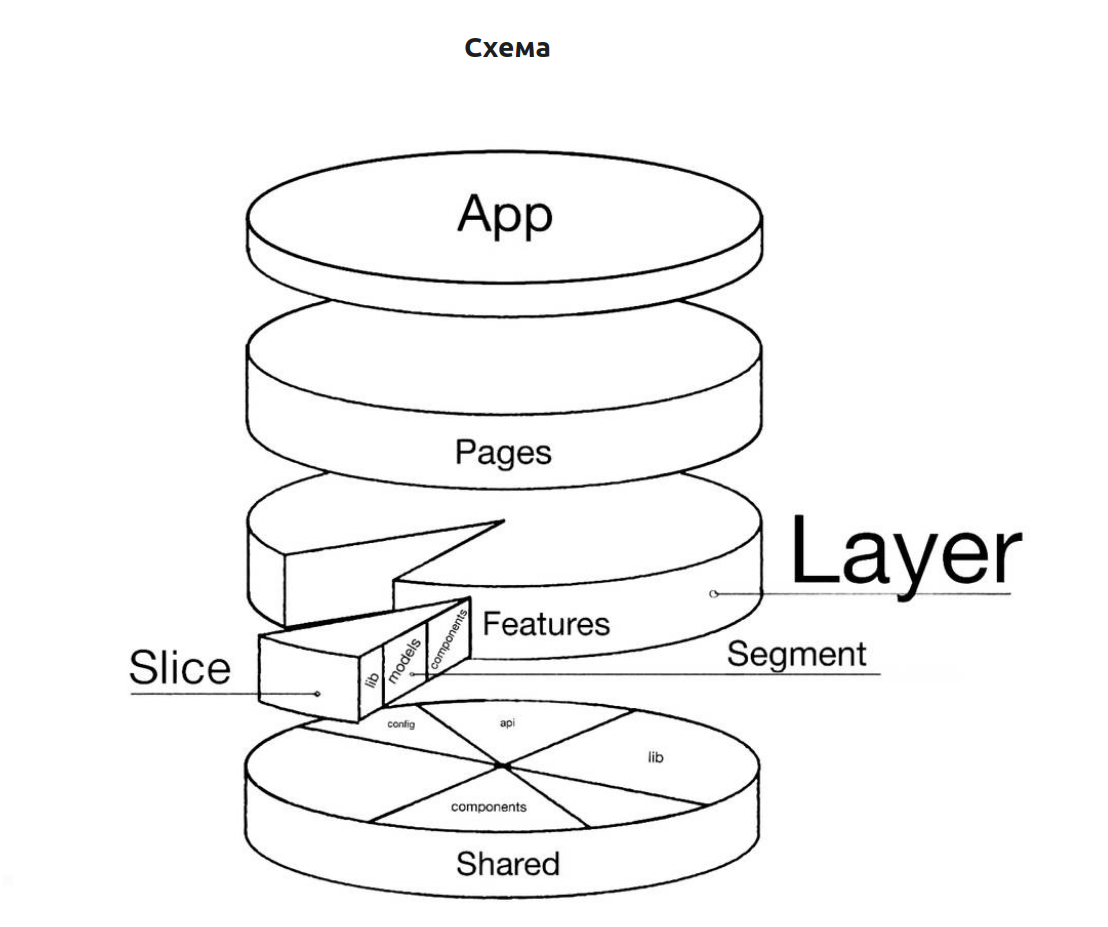 Схема
App
Pages
Layer
Features
Segment
Slice
lib
models
components
config
api
lib
components
Shared